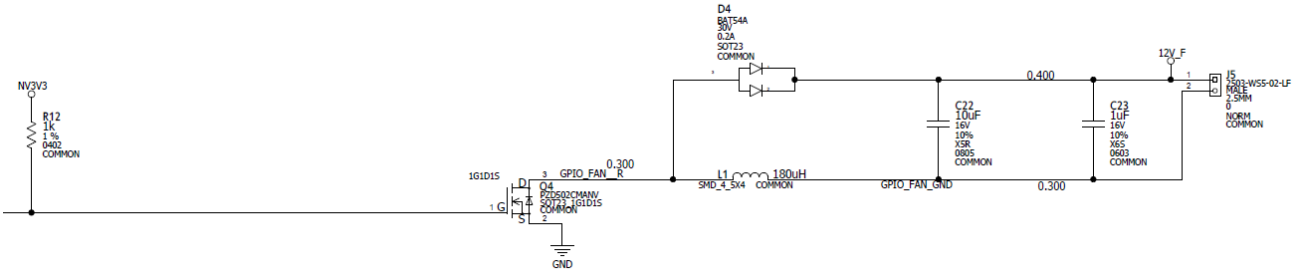 D4
BAT54A
30V
0.2A
SOT23
COMMON
12V_F
NV3V3
R12
1k
1 %
0402
COMMON
0.400
1
2
J5
2503-WS5-02-LF
MALE
2.5MM
0
NORM
COMMON
C22
10uF
16V
10%
X5R
0805
COMMON
C23
1uF
16V
10%
X6S
0603
COMMON
1G1D1S
3
GPIO_FAN__R
0.300
L1
180uH
SMD_4_5X4
COMMON
GPIO_FAN_GND
0.300
D
Q4
PZD502CMANV
SOT23_1G1D1S
COMMON
1
G
S
2
GND